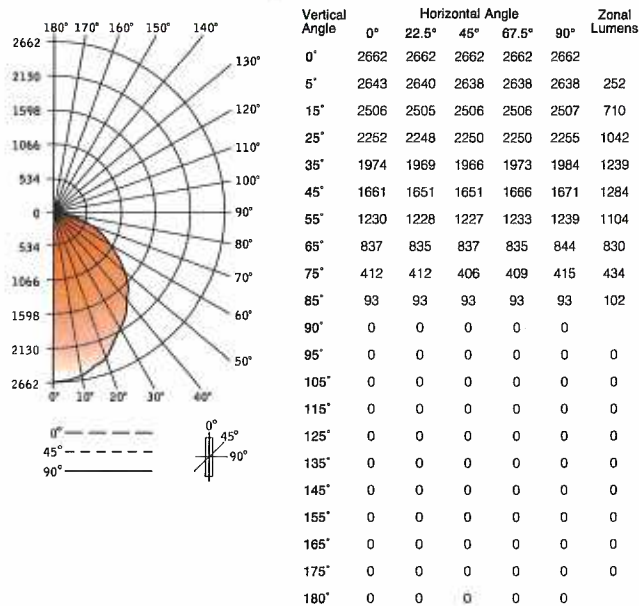 180° 170° 160° 150° 140°
2662
2130
1598
1066
534
0
534
1066
1598
2130
2662
130°
120°
110°
100°
90°
80°
70°
60°
50°
0° 10° 20° 30° 40°
0°
45°
90°
0°
45°
90°
Vertical Angle Horizontal Angle Zonal Lumens
0° 22.5° 45° 67.5° 90°
0° 2662 2662 2662 2662 2662
5° 2643 2640 2638 2638 2638 252
15° 2506 2505 2506 2506 2507 710
25° 2252 2248 2250 2250 2255 1042
35° 1974 1969 1966 1973 1984 1239
45° 1661 1651 1651 1666 1671 1284
55° 1230 1228 1227 1233 1239 1104
65° 837 835 837 835 844 830
75° 412 412 406 409 415 434
85° 93 93 93 93 93 102
90° 0 0 0 0 0
95° 0 0 0 0 0 0
105° 0 0 0 0 0 0
115° 0 0 0 0 0 0
125° 0 0 0 0 0 0
135° 0 0 0 0 0 0
145° 0 0 0 0 0 0
155° 0 0 0 0 0 0
165° 0 0 0 0 0 0
175° 0 0 0 0 0 0
180° 0 0 0 0 0